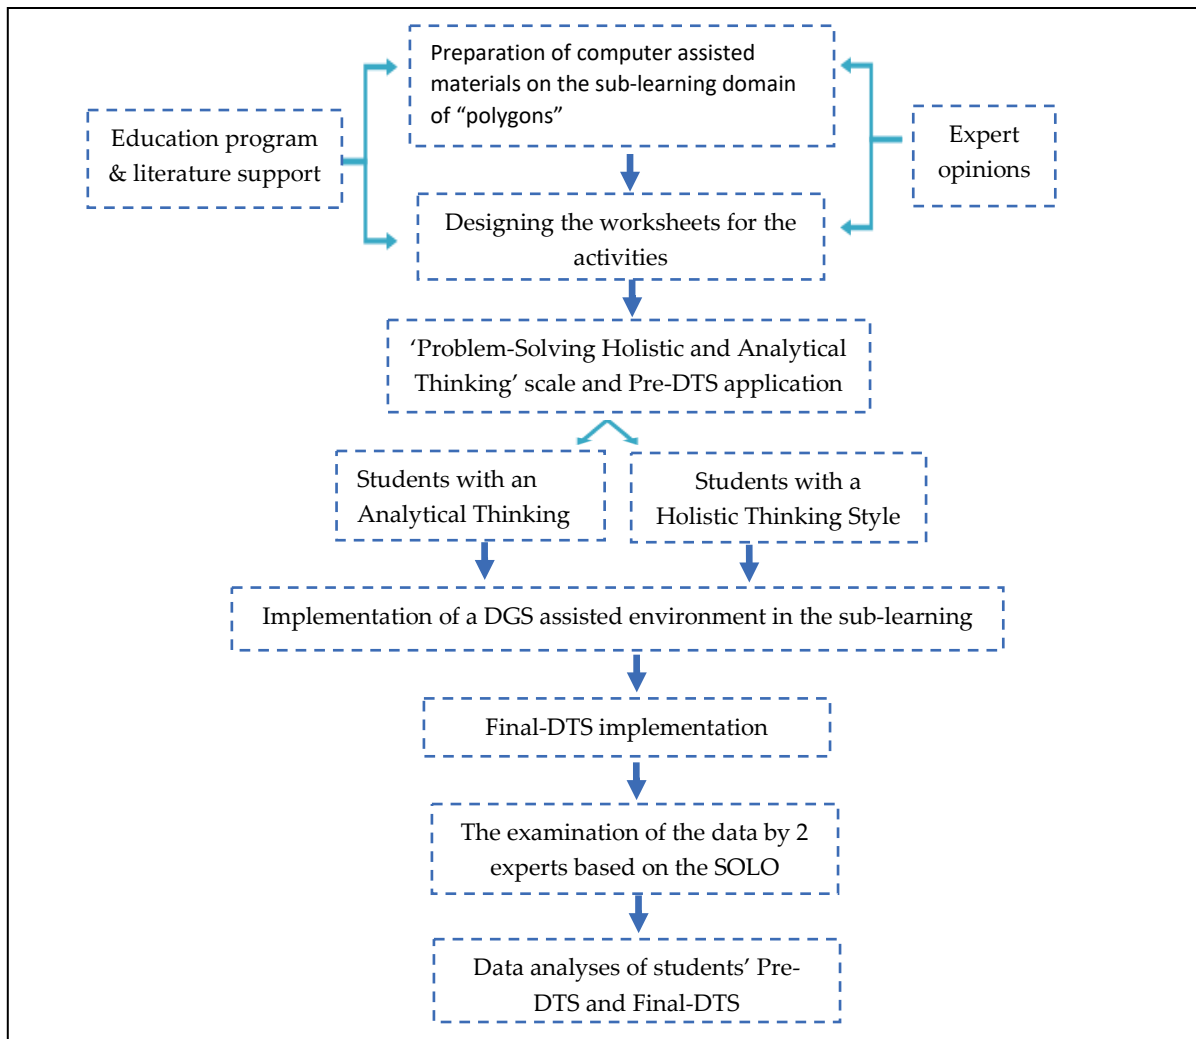 Preparation of computer assisted
materials on the sub-learning domain
of “polygons”
Education program
& literature support
Expert
opinions
Designing the worksheets for the
activities
‘Problem-Solving Holistic and Analytical
Thinking’ scale and Pre-DTS application
Students with an
Analytical Thinking
Students with a
Holistic Thinking Style
Implementation of a DGS assisted environment in the sub-learning
Final-DTS implementation
The examination of the data by 2
experts based on the SOLO
Data analyses of students’ Pre-
DTS and Final-DTS